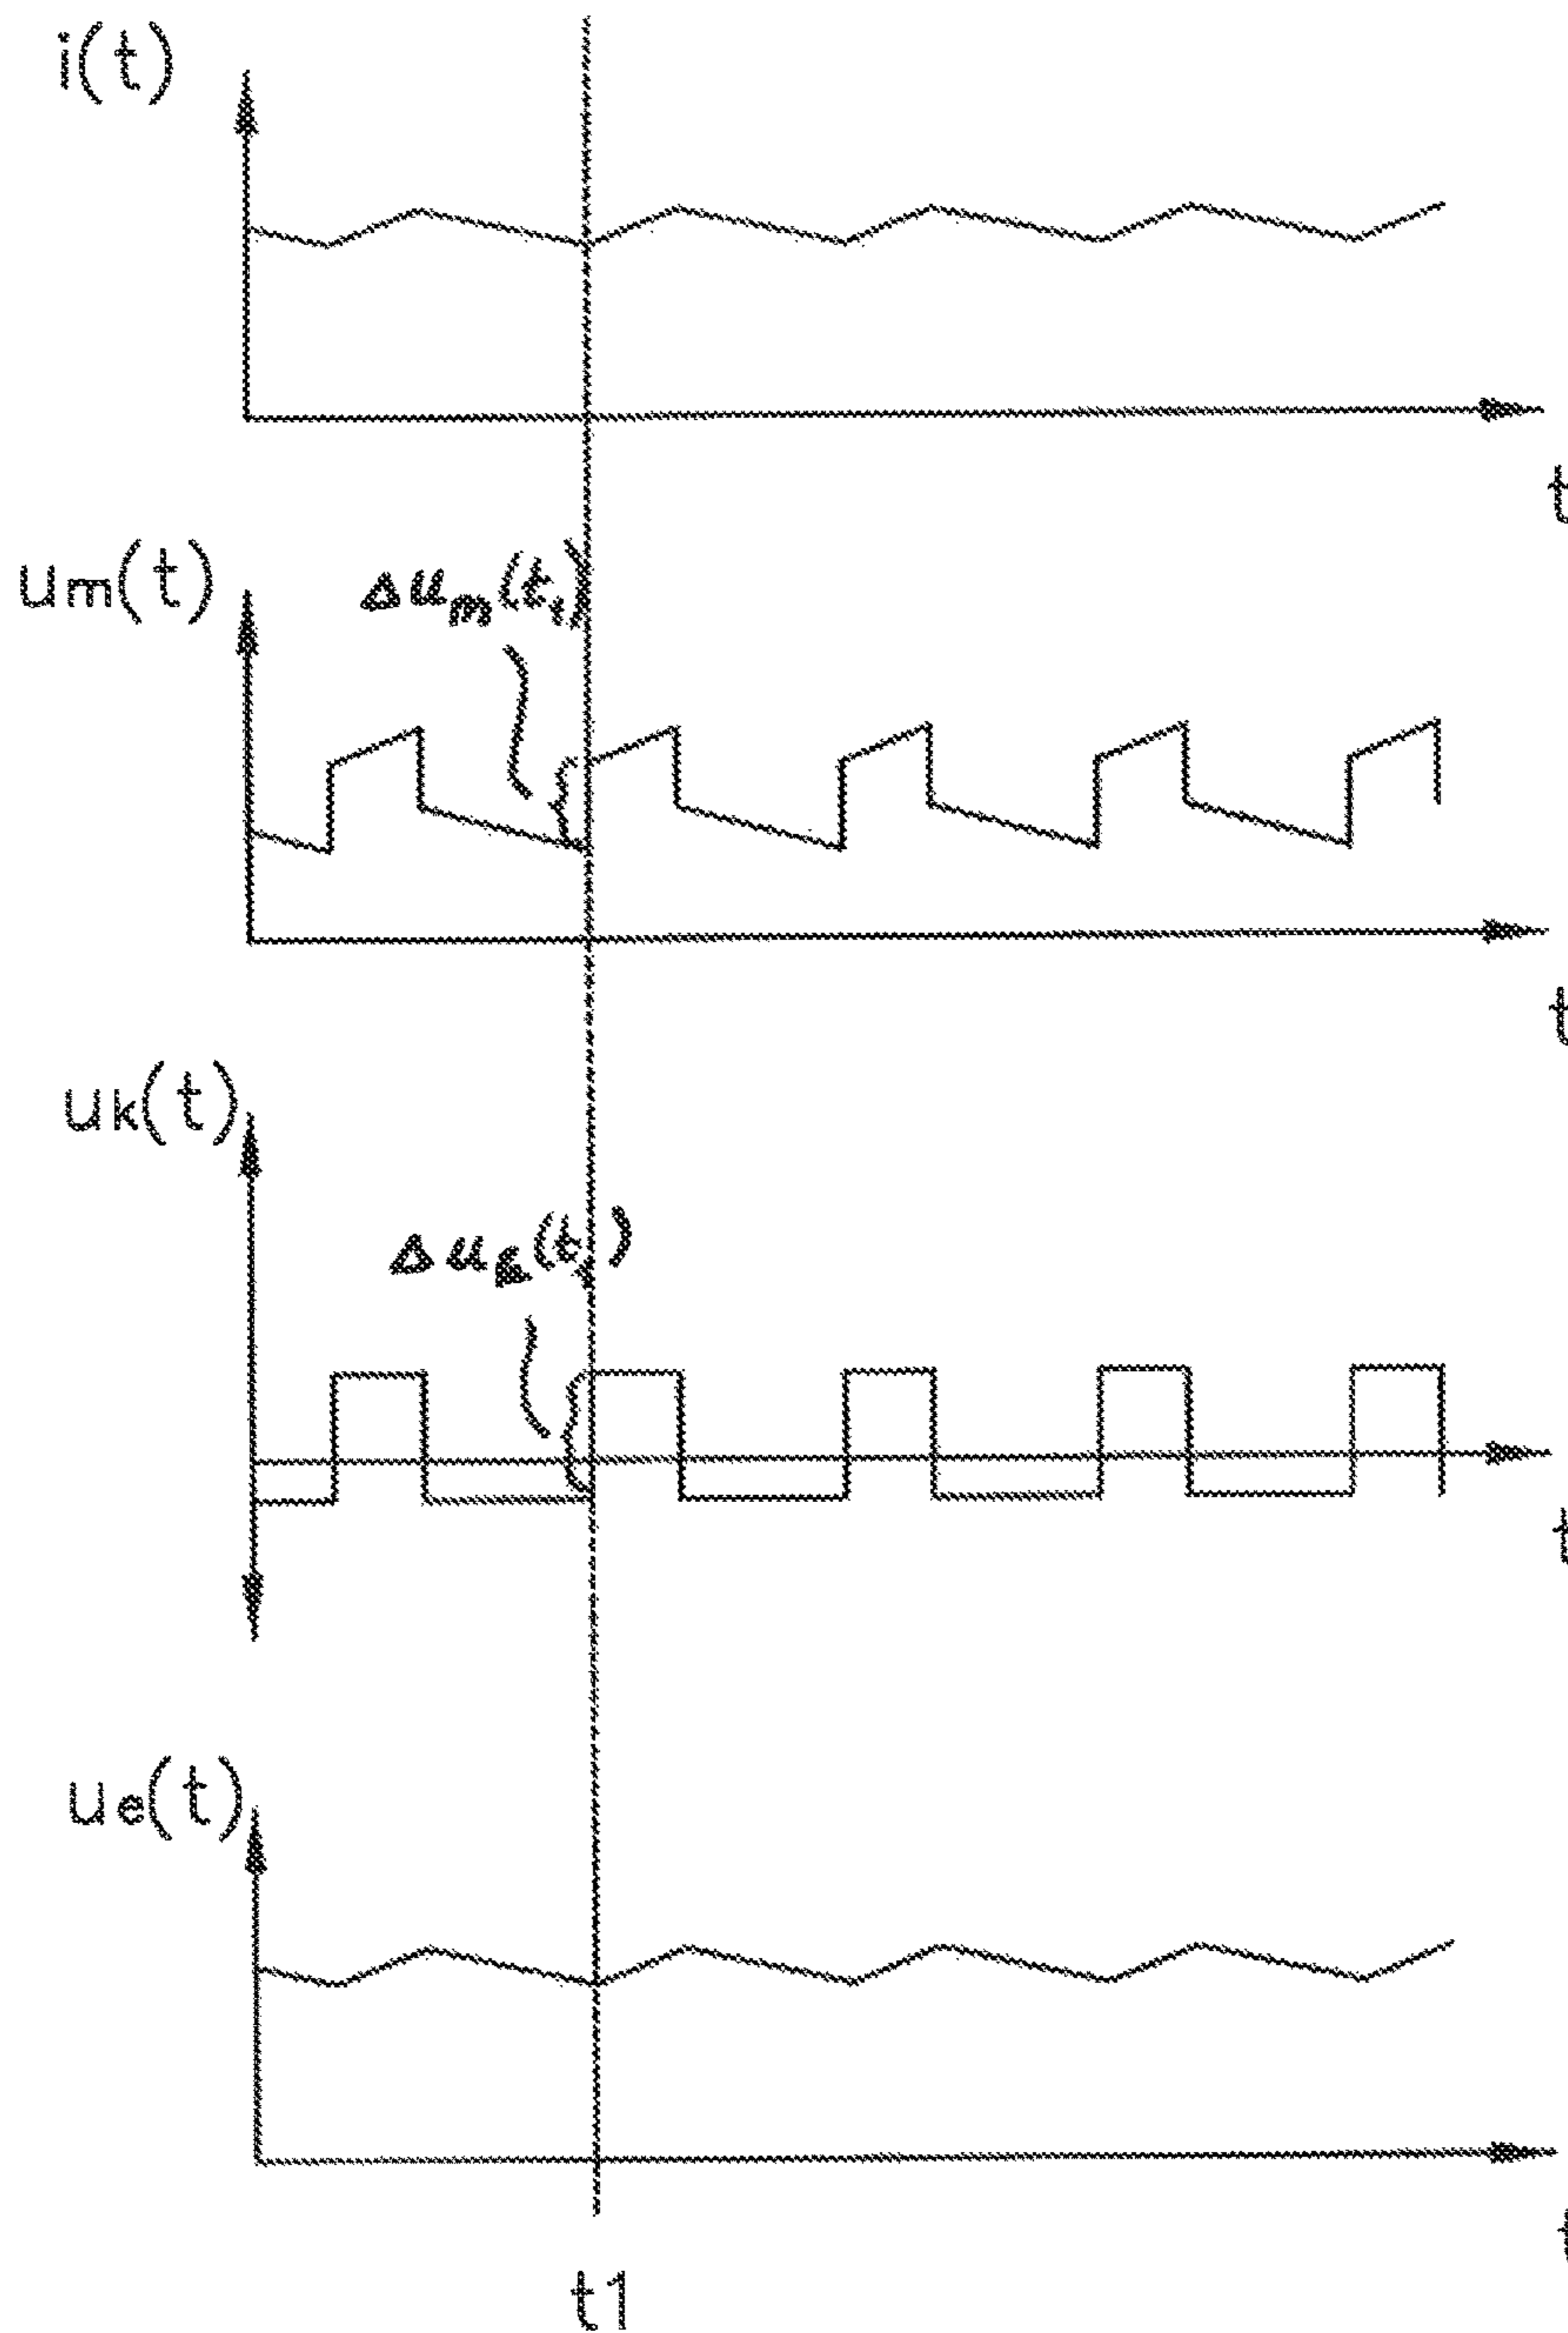 i(t)
t
um(t)
Δum(t1)
t
uk(t)
Δuk(t1)
t
ue(t)
t
t1